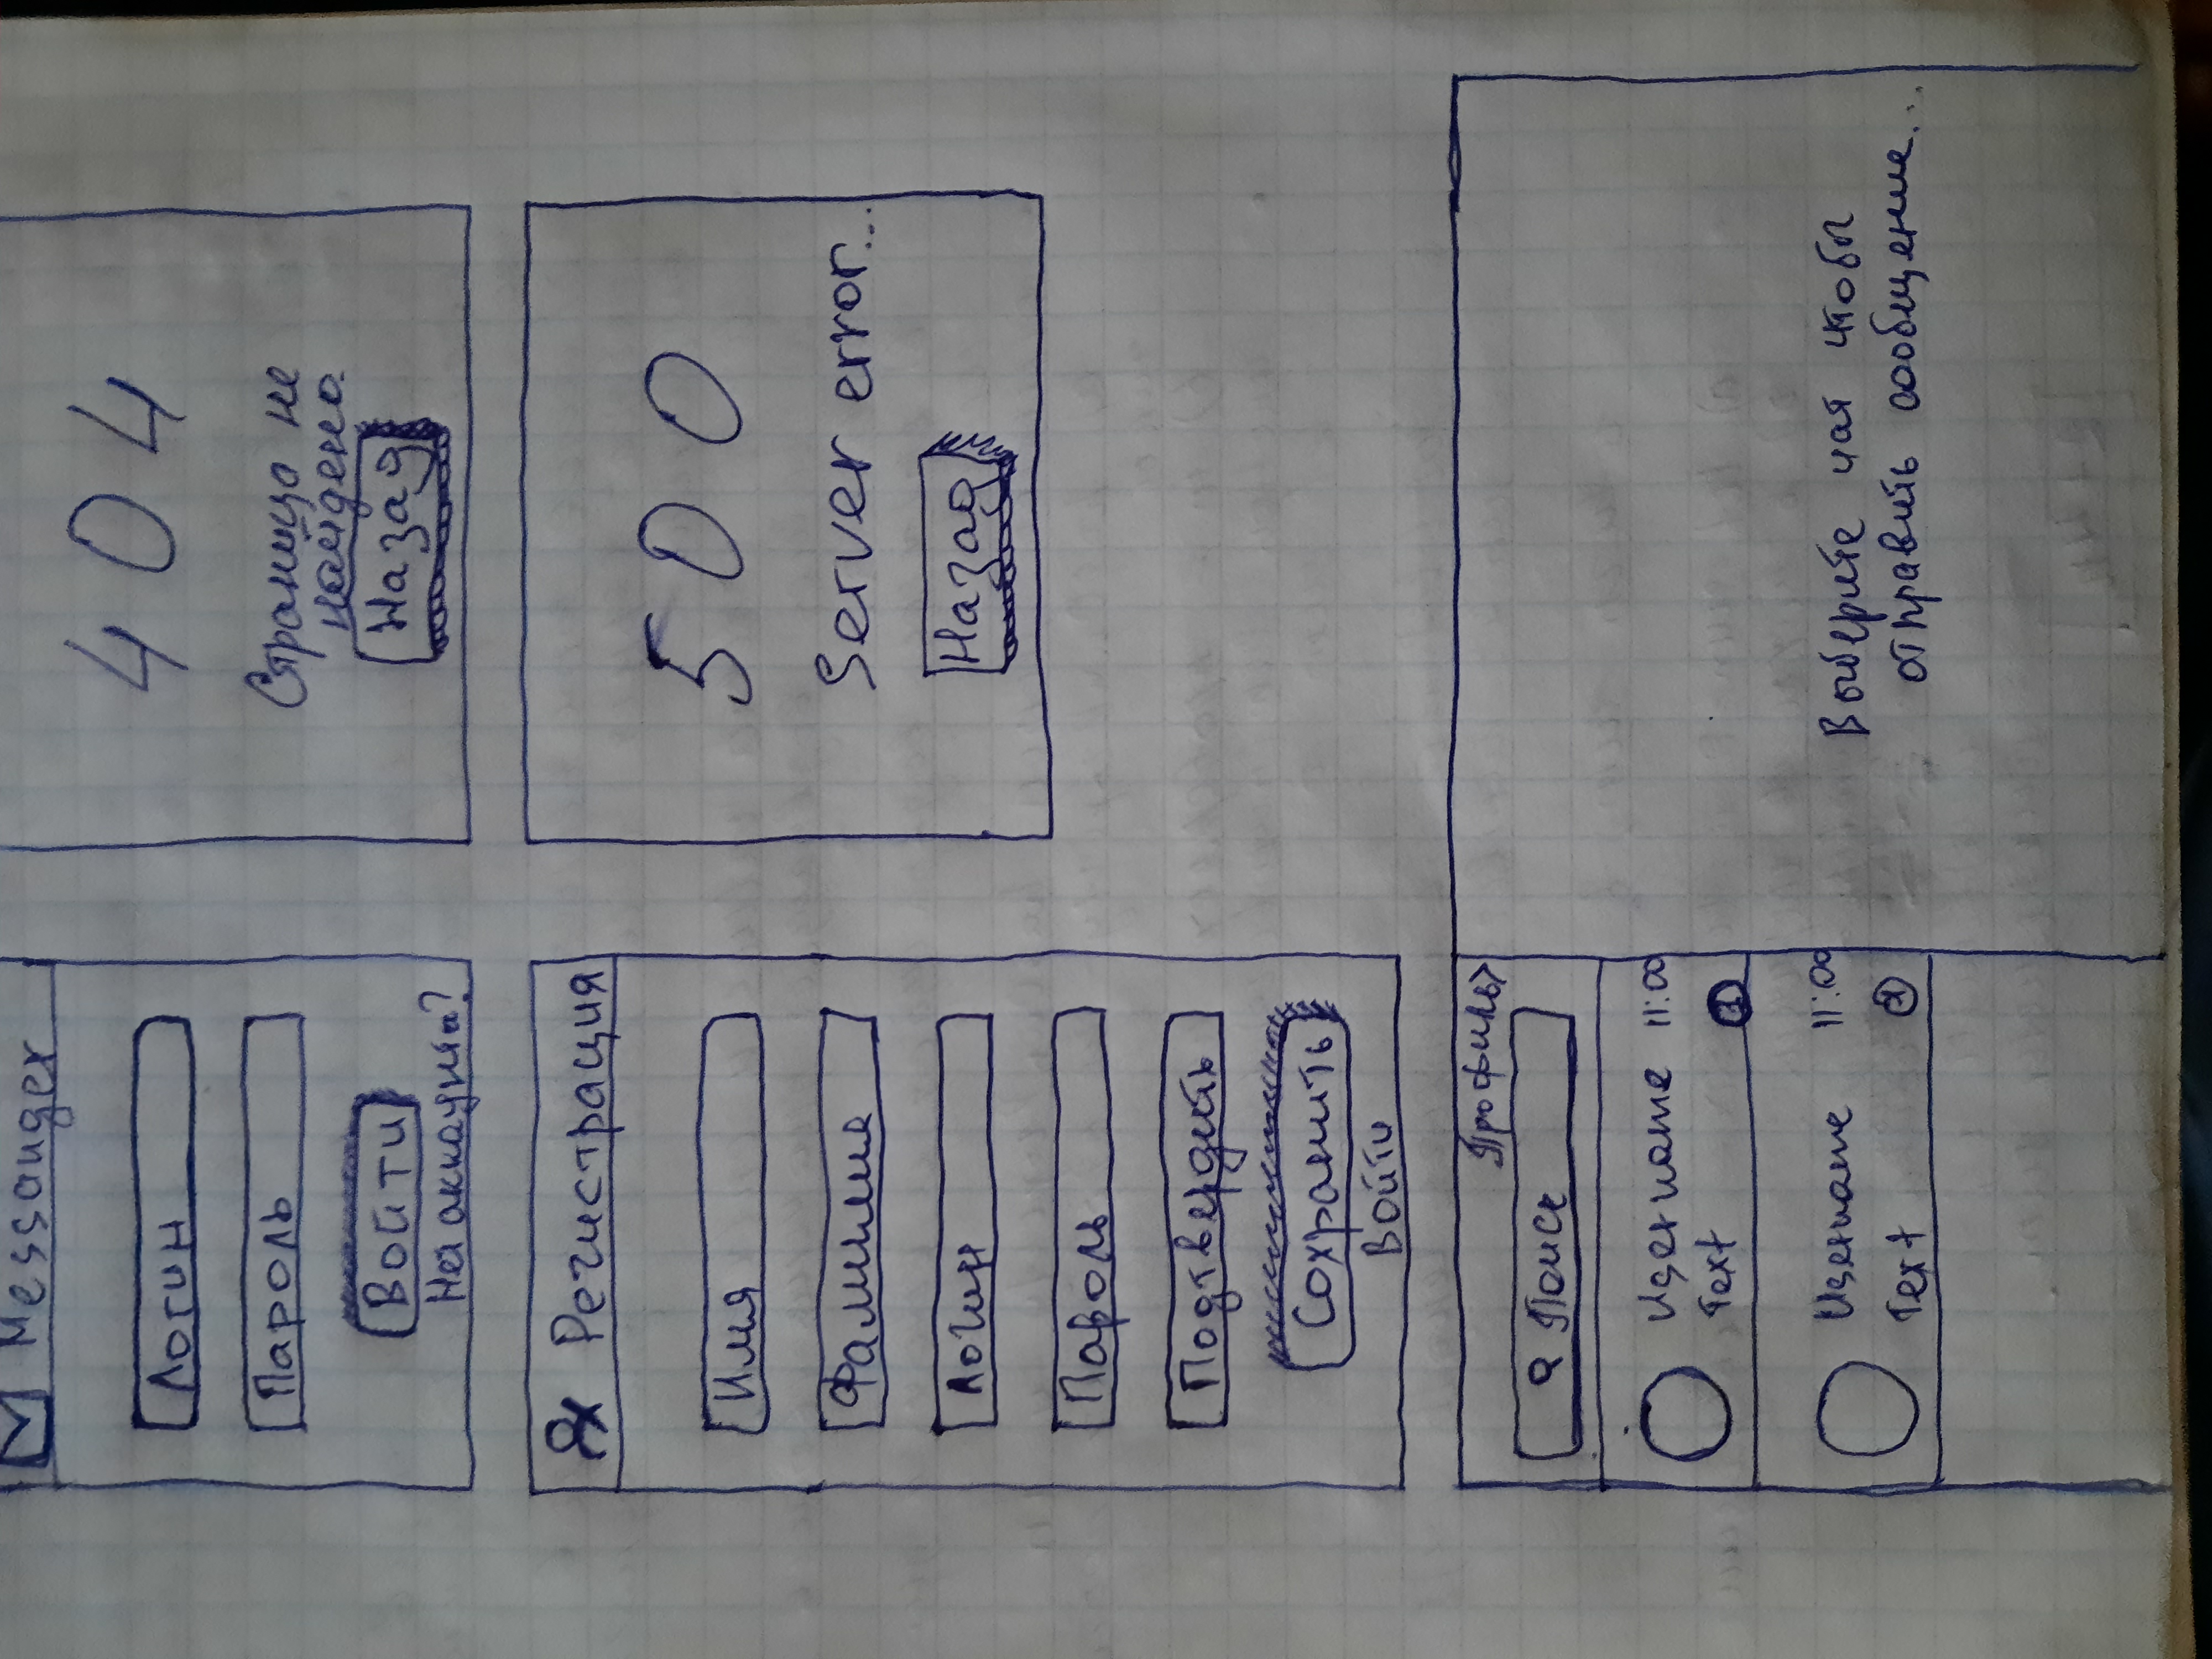 Messanger
Логин
Пароль
Войти
Нет аккаунта?
404
Страница не
найдено.
Назад
Регистрация
Имя
Фамилия
Логин
Пароль
Подтвердить
Сохранить
Войти
500
Server error...
Назад
Профиль>
Поиск
Username 11:00
Text 1
Username 11:00
Text 1
Выберите чат чтобы
отправить сообщение...